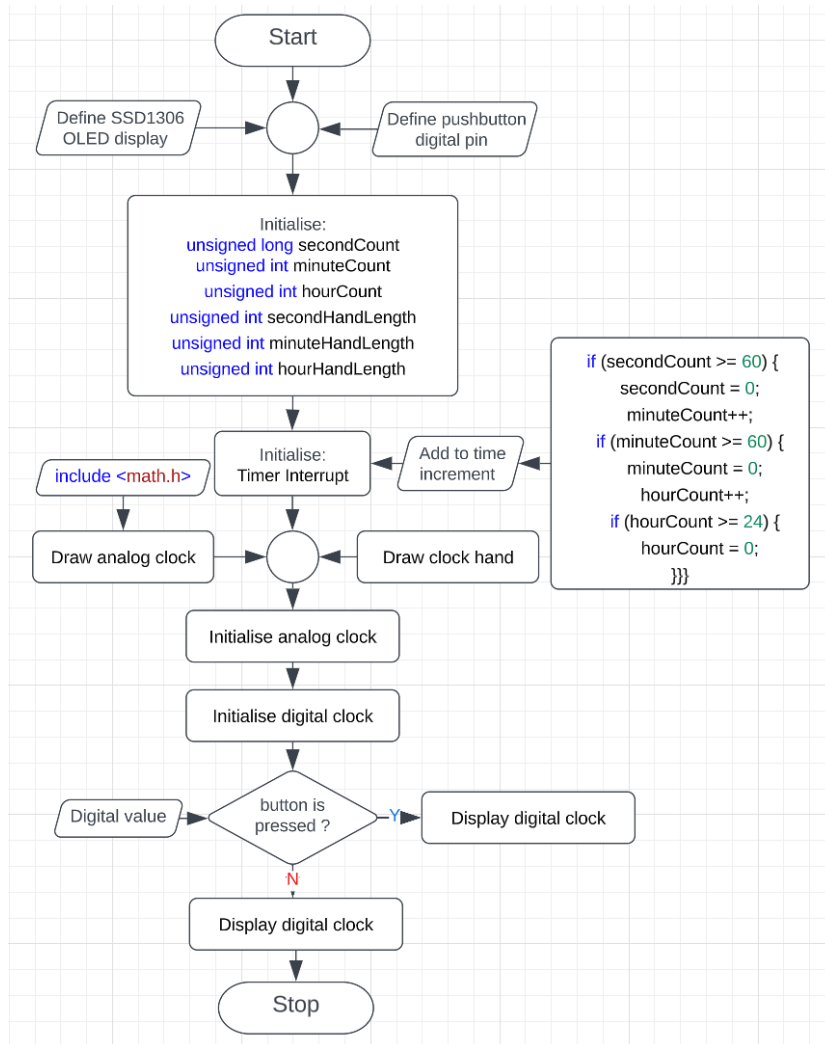 Start
Define SSD1306
OLED display
Define pushbutton
digital pin
Initialise:
unsigned long secondCount
unsigned int minuteCount
unsigned int hourCount
unsigned int secondHandLength
unsigned int minuteHandLength
unsigned int hourHandLength
if (secondCount >= 60) {
secondCount = 0;
minuteCount++;
if (minuteCount >= 60) {
minuteCount = 0;
hourCount++;
if (hourCount >= 24) {
hourCount = 0;
}}}
Add to time
increment
Initialise:
Timer Interrupt
include <math.h>
Draw analog clock
Draw clock hand
Initialise analog clock
Initialise digital clock
Digital value
button is
pressed ?
Y
Display digital clock
N
Display digital clock
Stop